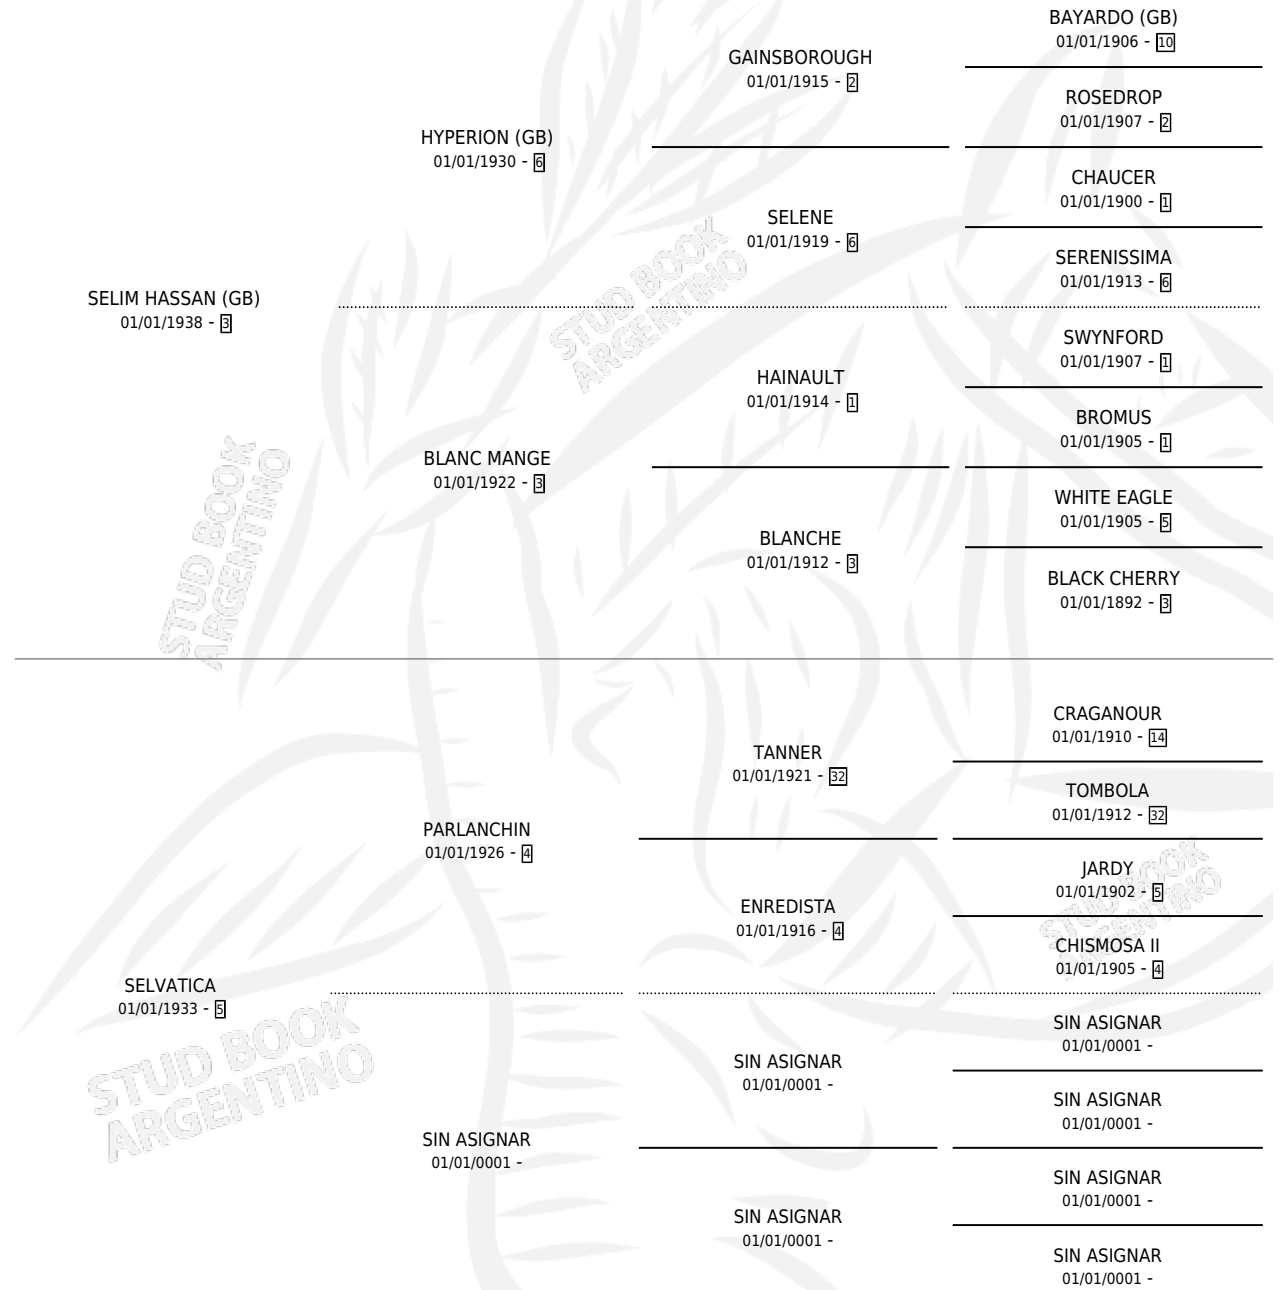 BAYARDO (GB)
01/01/1906 - 10
GAINSBOROUGH
01/01/1915 - 2
ROSEDROP
01/01/1907 - 2
HYPERION (GB)
01/01/1930 - 6
CHAUCER
01/01/1900 - 1
SELENE
01/01/1919 - 6
SERENISSIMA
01/01/1913 - 6
SELIM HASSAN (GB)
01/01/1938 - 3
SWYNFORD
01/01/1907 - 1
HAINAULT
01/01/1914 - 1
BROMUS
01/01/1905 - 1
BLANC MANGE
01/01/1922 - 3
WHITE EAGLE
01/01/1905 - 5
BLANCHE
01/01/1912 - 3
BLACK CHERRY
01/01/1892 - 3
CRAGANOUR
01/01/1910 - 14
TANNER
01/01/1921 - 32
TOMBOLA
01/01/1912 - 32
PARLANCHIN
01/01/1926 - 4
JARDY
01/01/1902 - 5
ENREDISTA
01/01/1916 - 4
CHISMOSA II
01/01/1905 - 4
SELVATICA
01/01/1933 - 5
SIN ASIGNAR
01/01/0001 -
SIN ASIGNAR
01/01/0001 -
SIN ASIGNAR
01/01/0001 -
SIN ASIGNAR
01/01/0001 -
SIN ASIGNAR
01/01/0001 -
SIN ASIGNAR
01/01/0001 -
SIN ASIGNAR
01/01/0001 -
STUD BOOK
ARGENTINO
STUD BOOK
ARGENTINO
STUD BOOK
ARGENTINO
STUD BOOK
ARGENTINO